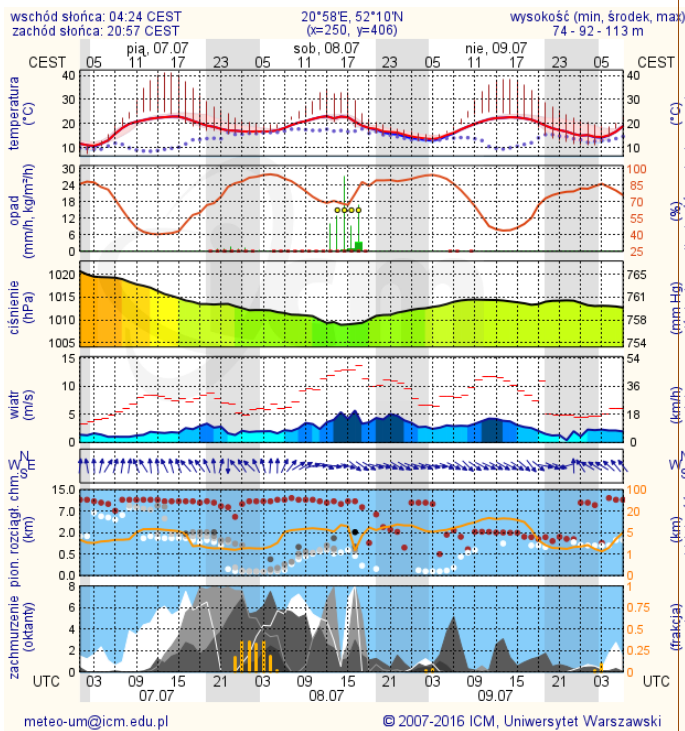 wschód słońca: 04:24 CEST 20°58'E, 52°10'N wysokość (min, środek, max)
zachód słońca: 20:57 CEST (x=250, y=406) 74 - 92 - 113 m
pią, 07.07 sob, 08.07 nie, 09.07
CEST 05 11 17 23 05 11 17 23 05 11 17 23 05 CEST
temperatura (°C)
40 40
30 30
20 20
10 10
opad (mm/h, kg/m²/h)
30 100
24 85
18 70
12 55
6 40
0 25
(%)
ciśnienie (hPa)
1020 765
1015 761
1010 758
1005 754
(mm Hg)
wiatr (m/s)
15 54
10 36
5 18
0 0
(km/h)
N
W E
S
N
W
S
pion. rozciągł. chm. (km)
15.0 100
7.0 20
2.0 5
0.5 2
0.0 0
(km)
zachmurzenie (oktanty)
8 1
6 0.75
4 0.5
2 0.25
0 0
(frakcja)
UTC 03 09 15 21 03 09 15 21 03 09 15 21 03 UTC
07.07 08.07 09.07
meteo-um@icm.edu.pl © 2007-2016 ICM, Uniwersytet Warszawski